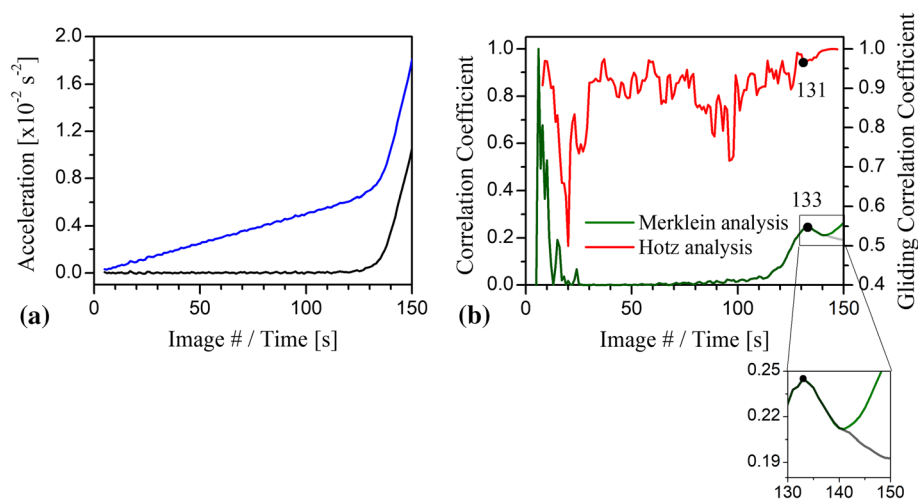 2.0
1.6
1.2
0.8
0.4
0.0
Acceleration [x10⁻² s⁻²]
0 50 100 150
Image # / Time [s]
(a)
1.0
0.8
0.6
0.4
0.2
0.0
Correlation Coefficient
131
133
Merklein analysis
Hotz analysis
1.0
0.9
0.8
0.7
0.6
0.5
0.4
Gliding Correlation Coefficient
0 50 100 150
Image # / Time [s]
(b)
0.25
0.22
0.19
130 140 150